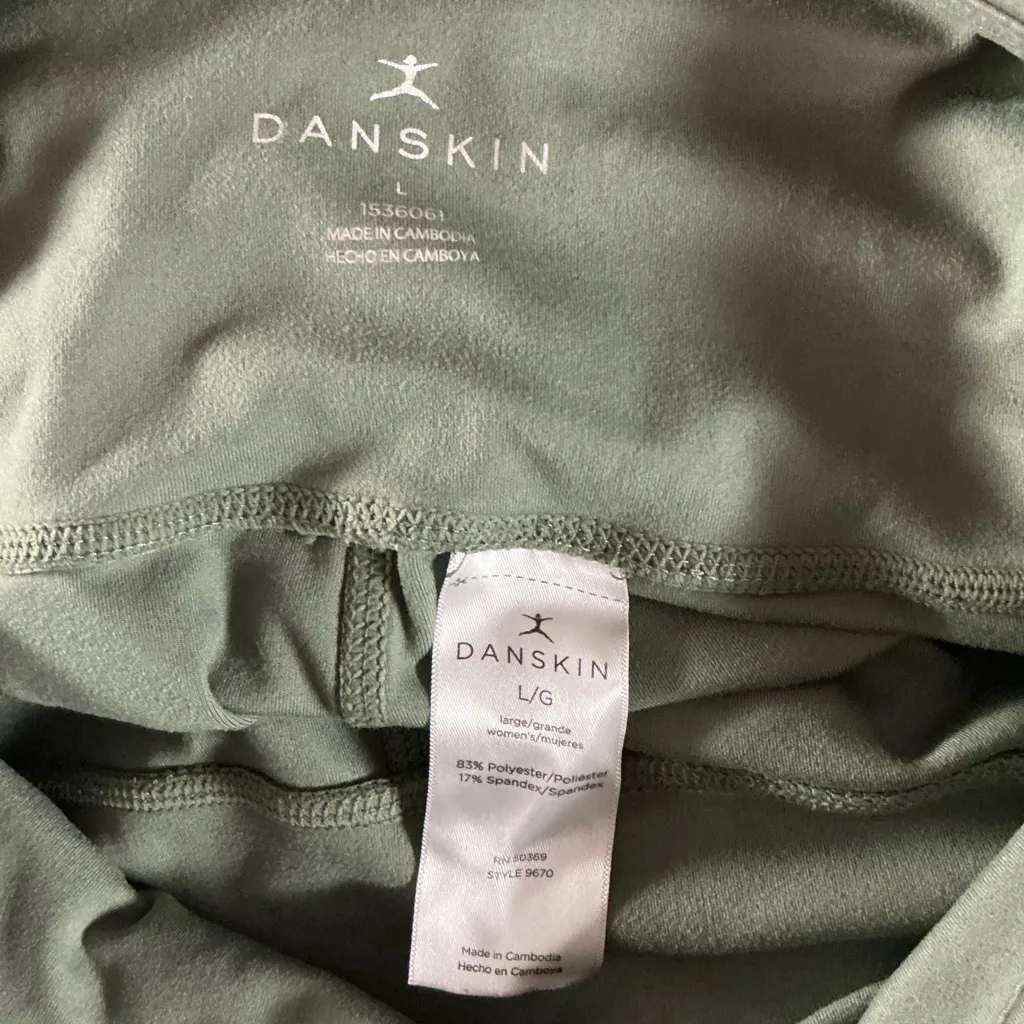 DANSKIN
L
1536061
MADE IN CAMBODIA
HECHO EN CAMBOYA
DANSKIN
L/G
large/grande
women's/mujeres
83% Polyester/Poliéster
17% Spandex/Spandex
RN 80369
STYLE 9670
Made in Cambodia
Hecho en Camboya